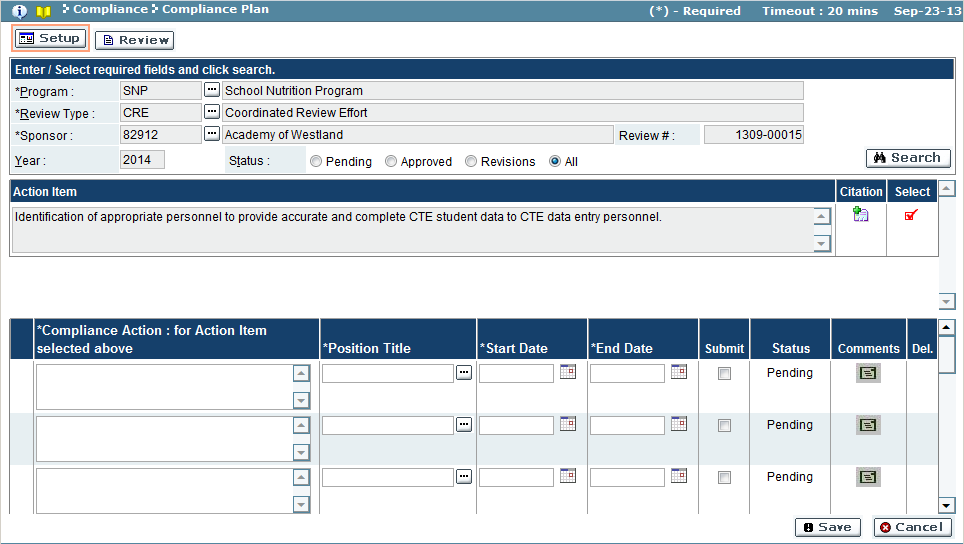 Compliance Compliance Plan (*) - Required Timeout : 20 mins Sep-23-13
Setup Review
Enter / Select required fields and click search.
*Program : SNP School Nutrition Program
*Review Type : CRE Coordinated Review Effort
*Sponsor : 82912 Academy of Westland Review # : 1309-00015
Year : 2014 Status : Pending Approved Revisions All Search
Action Item Citation Select
Identification of appropriate personnel to provide accurate and complete CTE student data to CTE data entry personnel.
*Compliance Action : for Action Item
selected above *Position Title *Start Date *End Date Submit Status Comments Del.
Pending
Pending
Pending
Save Cancel